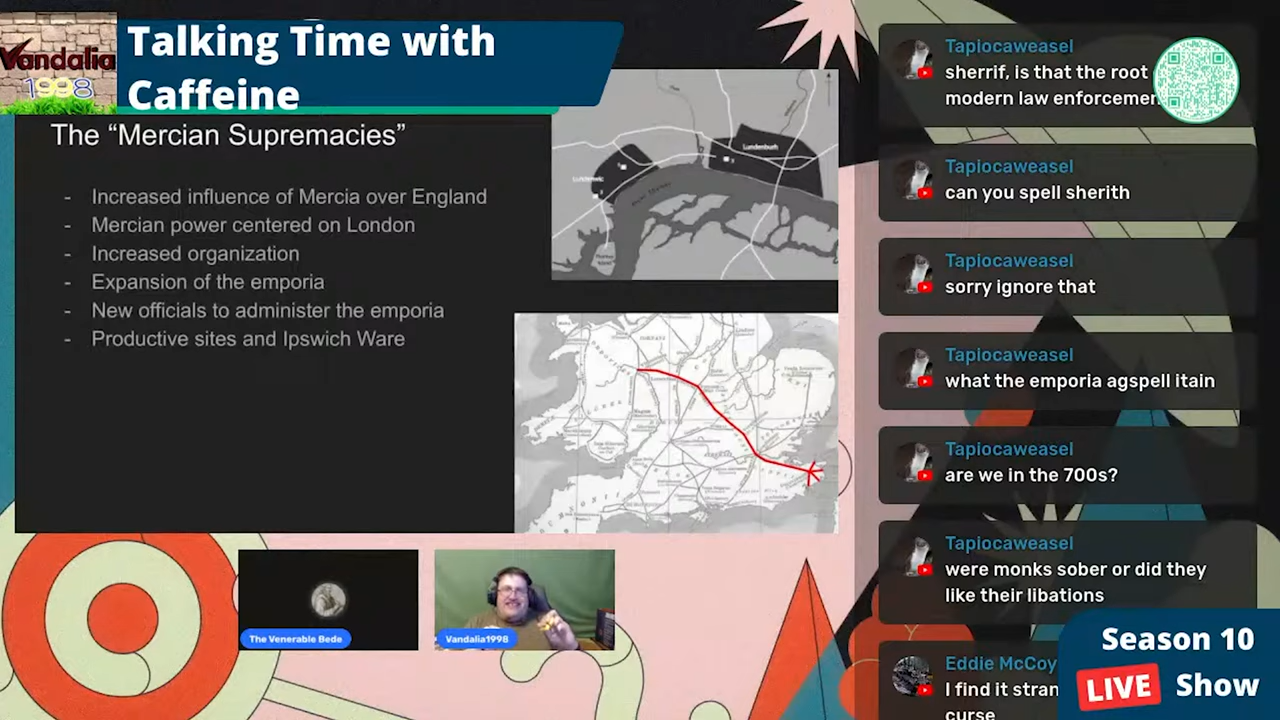 Vandalia
1998
Talking Time with
Caffeine
The “Mercian Supremacies”
- Increased influence of Mercia over England
- Mercian power centered on London
- Increased organization
- Expansion of the emporia
- New officials to administer the emporia
- Productive sites and Ipswich Ware
Lundenburh
The Venerable Bede
Vandalia1998
Tapiocaweasel
sherrif, is that the root
modern law enforcemen
Tapiocaweasel
can you spell sherith
Tapiocaweasel
sorry ignore that
Tapiocaweasel
what the emporia agspell itain
Tapiocaweasel
are we in the 700s?
Tapiocaweasel
were monks sober or did they
like their libations
Eddie McCoy
I find it stran
curse
Season 10
LIVE Show